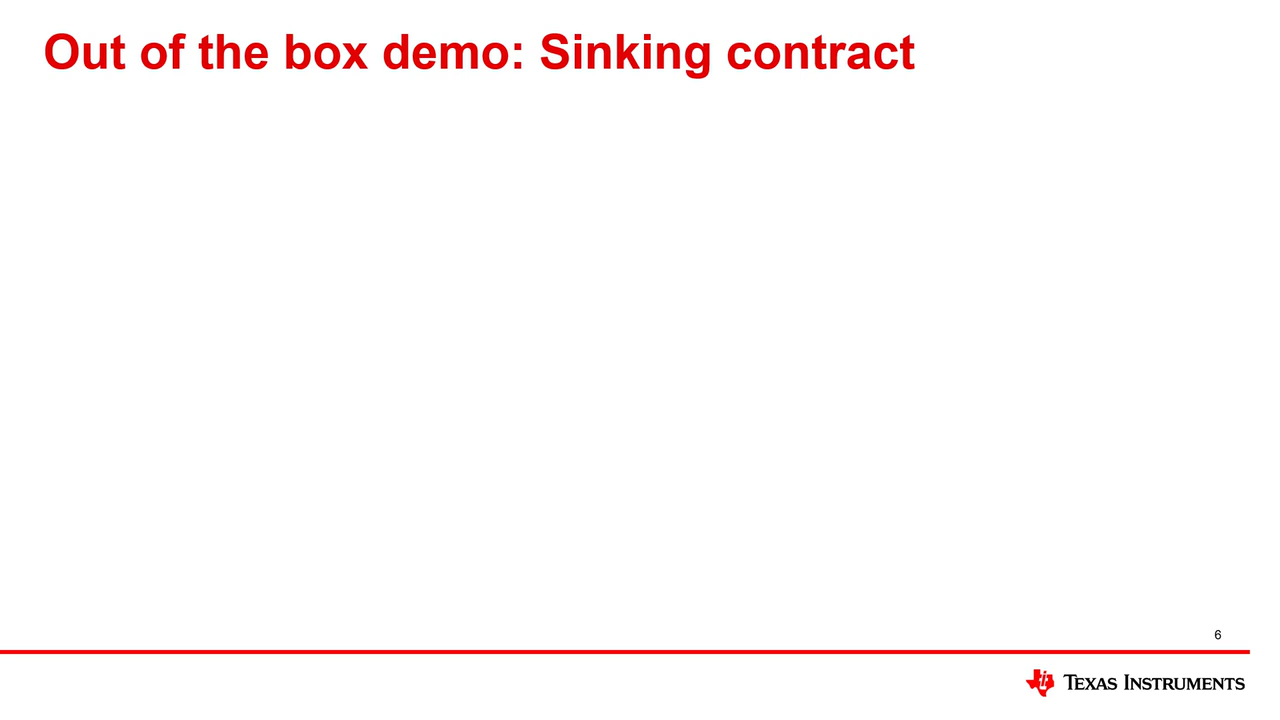 Out of the box demo: Sinking contract
6
TEXAS INSTRUMENTS